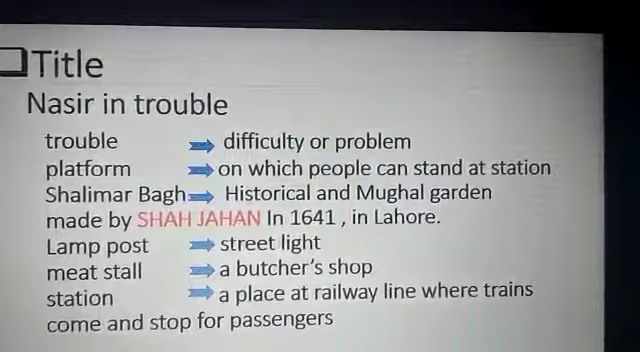 Title
Nasir in trouble
trouble ➡ difficulty or problem
platform ➡ on which people can stand at station
Shalimar Bagh ➡ Historical and Mughal garden
made by SHAH JAHAN In 1641 , in Lahore.
Lamp post ➡ street light
meat stall ➡ a butcher's shop
station ➡ a place at railway line where trains
come and stop for passengers